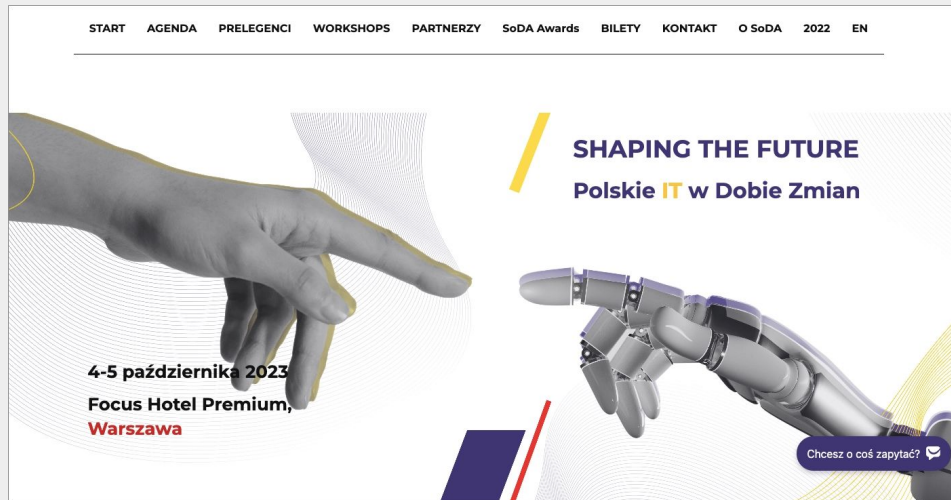 START AGENDA PRELEGENCI WORKSHOPS PARTNERZY SoDA Awards BILETY KONTAKT O SoDA 2022 EN
SHAPING THE FUTURE
Polskie IT w Dobie Zmian
4-5 października 2023
Focus Hotel Premium,
Warszawa
Chcesz o coś zapytać?